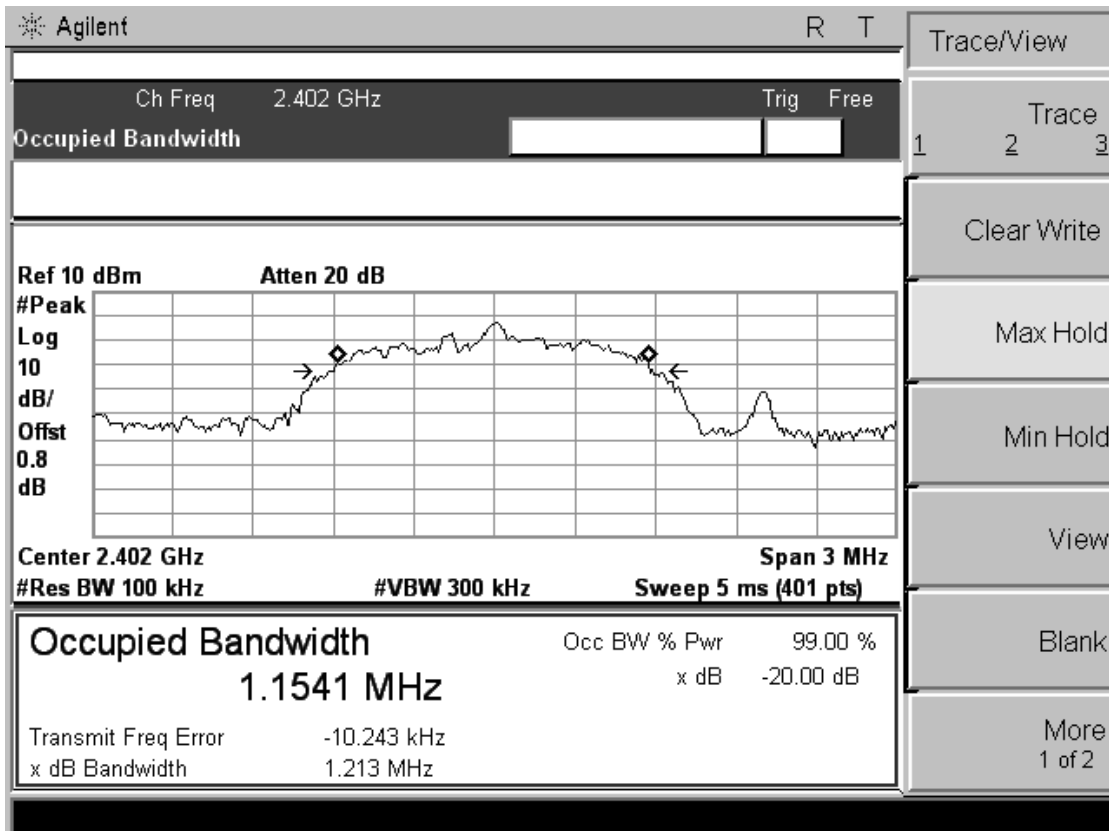 Agilent R T
Trace/View
Ch Freq 2.402 GHz Trig Free
Occupied Bandwidth
Trace
1 2 3
Clear Write
Max Hold
Min Hold
View
Blank
More
1 of 2
Ref 10 dBm Atten 20 dB
#Peak
Log
10
dB/
Offst
0.8
dB
Center 2.402 GHz Span 3 MHz
#Res BW 100 kHz #VBW 300 kHz Sweep 5 ms (401 pts)
Occupied Bandwidth Occ BW % Pwr 99.00 %
1.1541 MHz x dB -20.00 dB
Transmit Freq Error -10.243 kHz
x dB Bandwidth 1.213 MHz